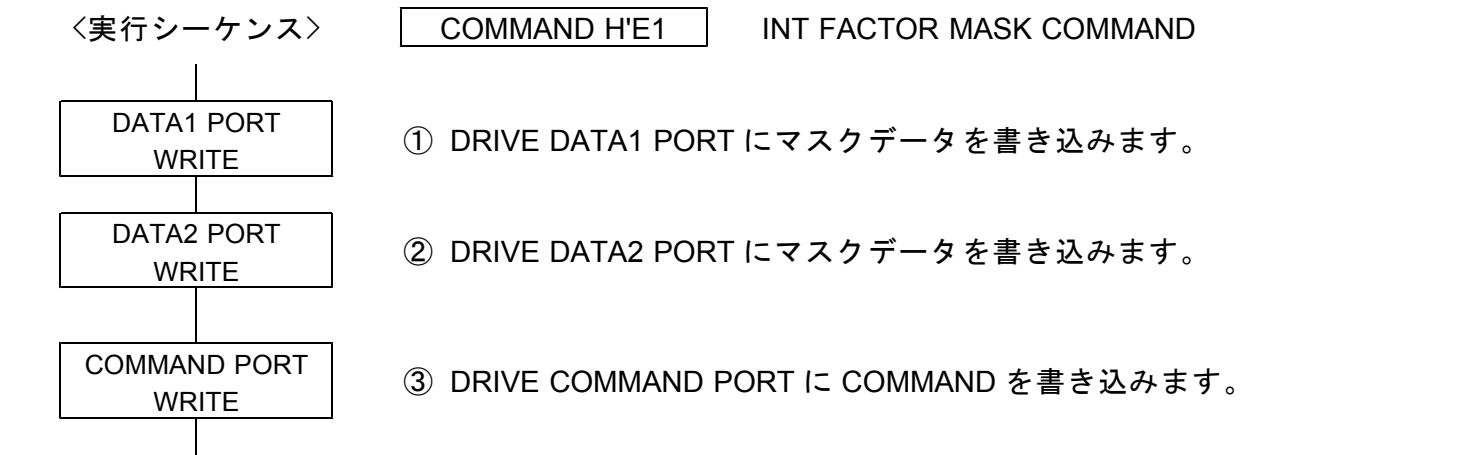 〈実行シーケンス〉 COMMAND H'E1 INT FACTOR MASK COMMAND
DATA1 PORT
WRITE
① DRIVE DATA1 PORT にマスクデータを書き込みます。
DATA2 PORT
WRITE
② DRIVE DATA2 PORT にマスクデータを書き込みます。
COMMAND PORT
WRITE
③ DRIVE COMMAND PORT に COMMAND を書き込みます。